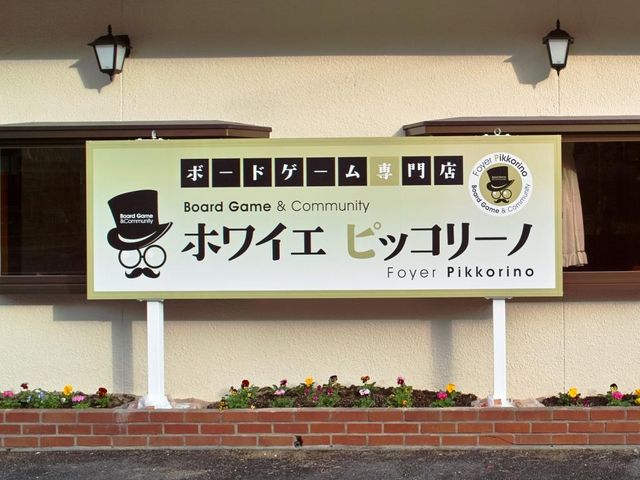 ボードゲーム専門店
Board Game & Community
ホワイエ ピッコリーノ
Foyer Pikkorino
Board Game
&Community
Foyer Pikkorino
Board Game & Community